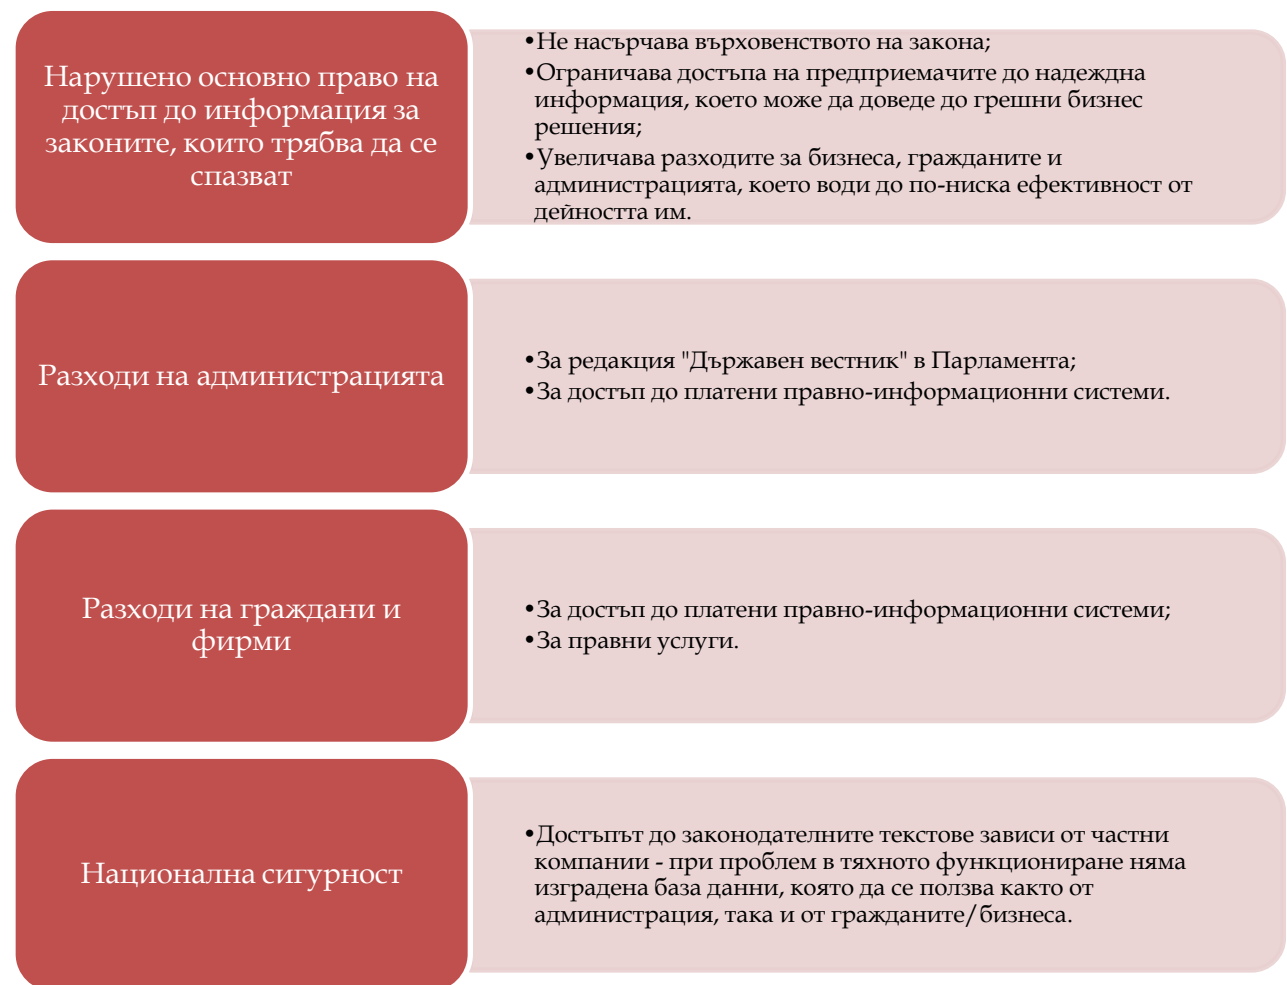 Нарушено основно право на
достъп до информация за
законите, които трябва да се
спазват
•Не насърчава върховенството на закона;
•Ограничава достъпа на предприемачите до надеждна
информация, което може да доведе до грешни бизнес
решения;
•Увеличава разходите за бизнеса, гражданите и
администрацията, което води до по-ниска ефективност от
дейността им.
Разходи на администрацията
•За редакция "Държавен вестник" в Парламента;
•За достъп до платени правно-информационни системи.
Разходи на граждани и
фирми
•За достъп до платени правно-информационни системи;
•За правни услуги.
Национална сигурност
•Достъпът до законодателните текстове зависи от частни
компании - при проблем в тяхното функциониране няма
изградена база данни, която да се ползва както от
администрация, така и от гражданите/бизнеса.